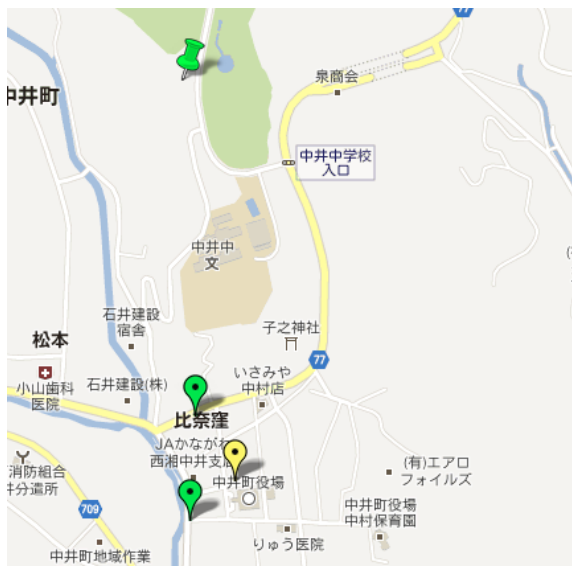 77
泉商会
中井町
中井中学校
入口
中井中
文
石井建設
宿舎
子之神社
松本
77
小山歯科
医院
石井建設(株)
いさみや
中村店
比奈窪
JAかながわ
西湘中井支店
中井町役場
(有)エアロ
フォイルズ
消防組合
井分遣所
709
中井町役場
中村保育園
りゅう医院
中井町地域作業